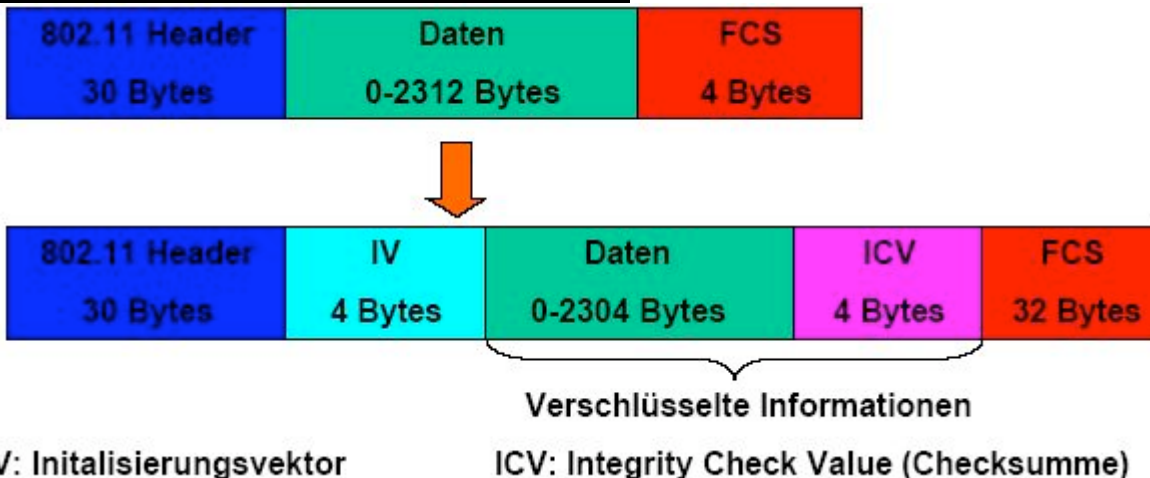 802.11 Header Daten FCS
30 Bytes 0-2312 Bytes 4 Bytes
802.11 Header IV Daten ICV FCS
30 Bytes 4 Bytes 0-2304 Bytes 4 Bytes 32 Bytes
Verschlüsselte Informationen
V: Initalisierungsvektor ICV: Integrity Check Value (Checksumme)